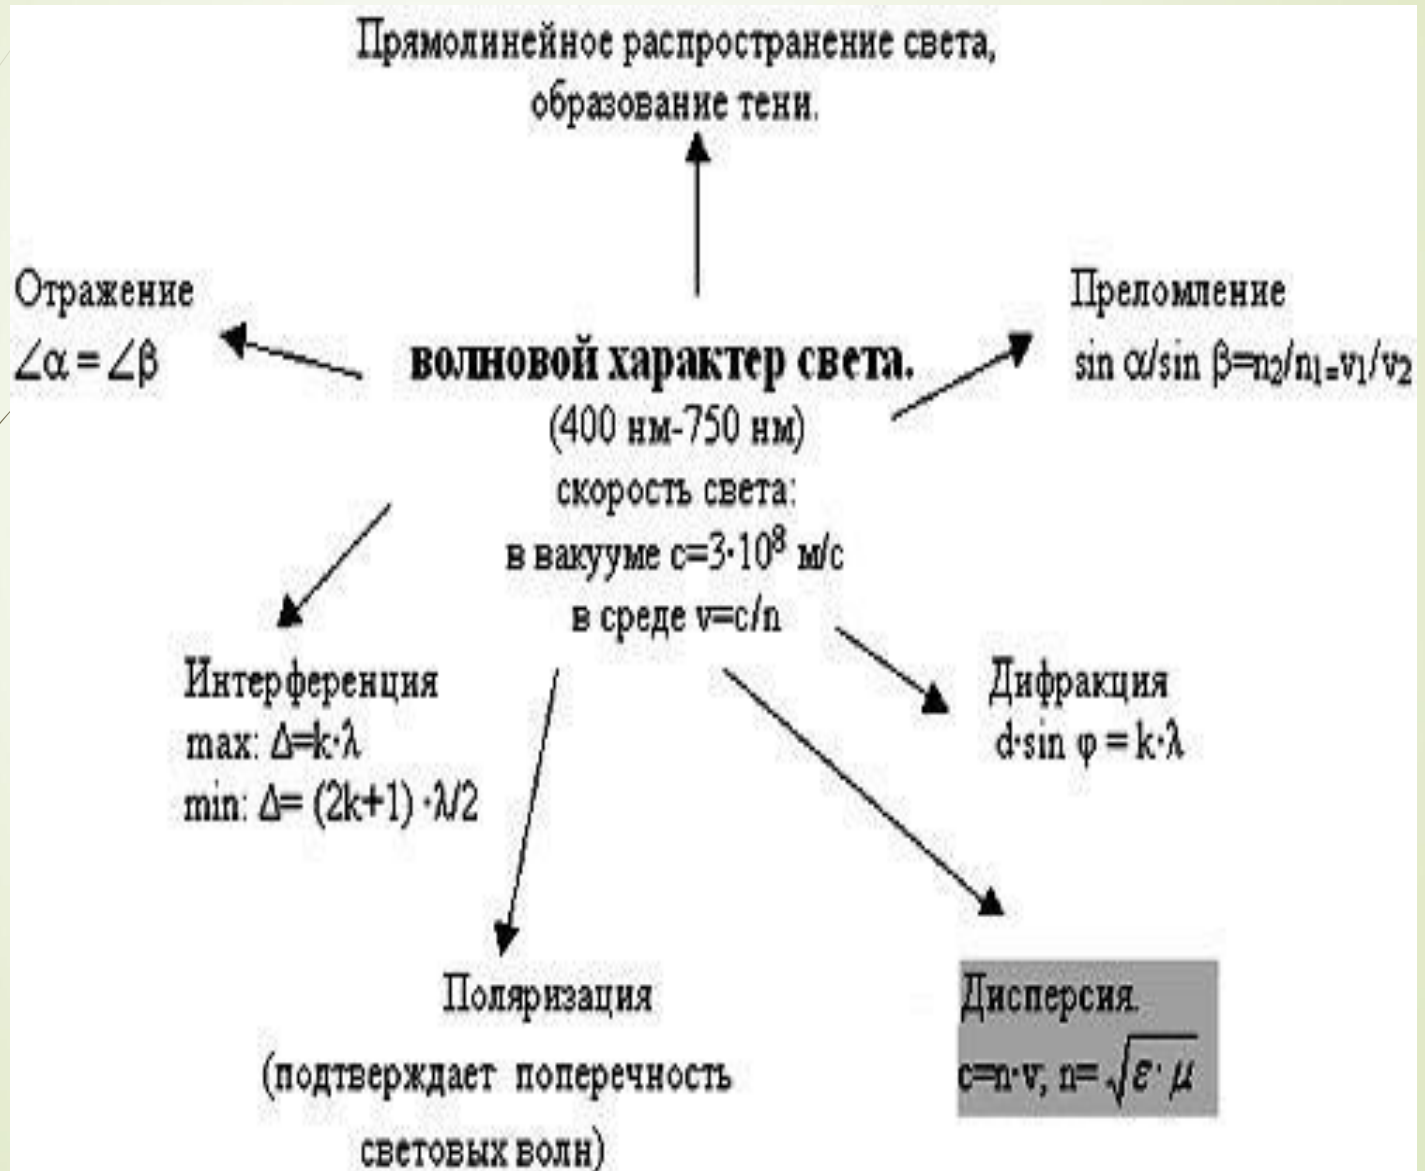 Прямолинейное распространение света,
образование тени.
Отражение
∠α = ∠β
волновой характер света.
(400 нм-750 нм)
скорость света:
в вакууме c=3·10⁸ м/с
в среде v=c/n
Преломление
sin α/sin β=n₂/n₁=v₁/v₂
Интерференция
max: Δ=k·λ
min: Δ= (2k+1) ·λ/2
Дифракция
d·sin φ = k·λ
Поляризация
(подтверждает поперечность
световых волн)
Дисперсия.
c=n·v, n= √ε· μ